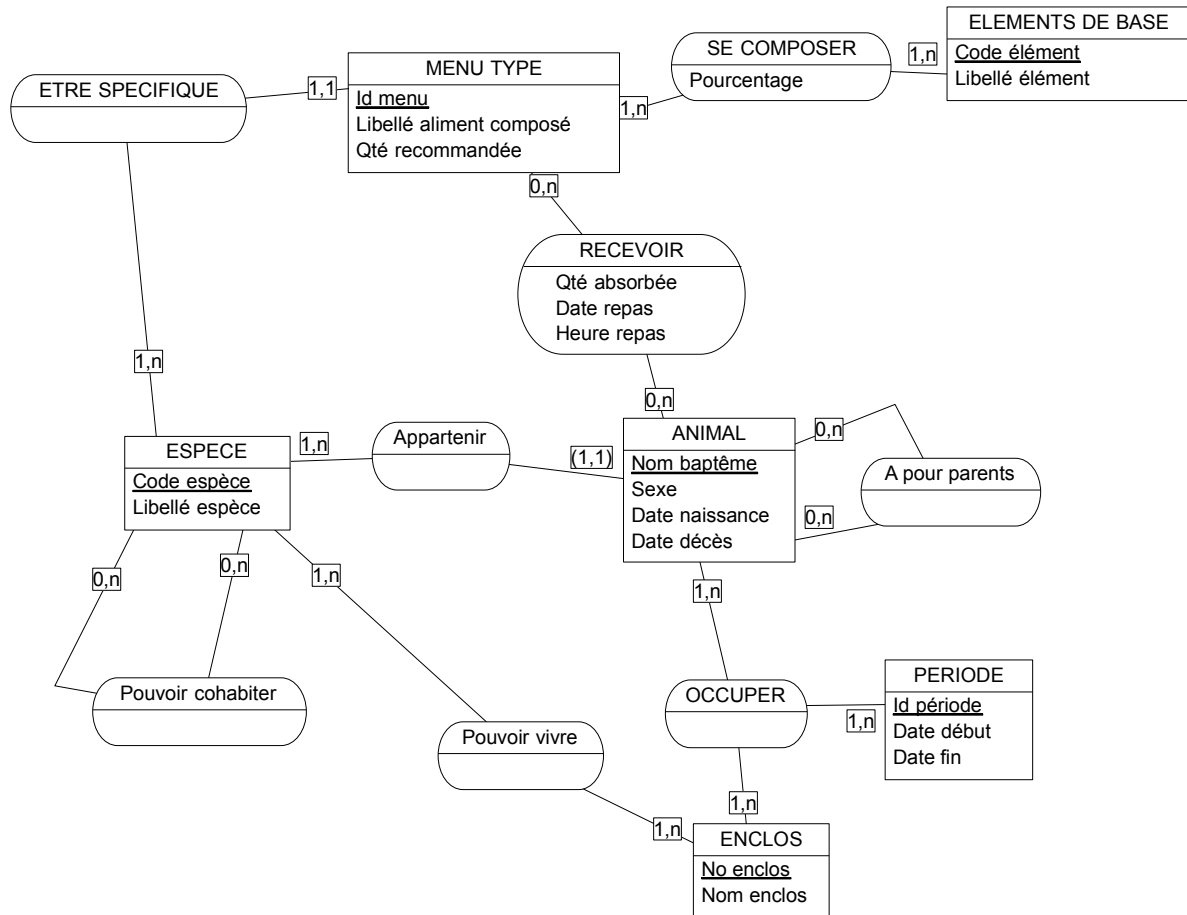 ELEMENTS DE BASE
Code élément
Libellé élément
1,n
SE COMPOSER
Pourcentage
1,n
MENU TYPE
Id menu
Libellé aliment composé
Qté recommandée
1,1
ETRE SPECIFIQUE
0,n
RECEVOIR
Qté absorbée
Date repas
Heure repas
1,n
0,n
ESPECE
Code espèce
Libellé espèce
1,n
Appartenir
(1,1)
ANIMAL
Nom baptême
Sexe
Date naissance
Date décès
0,n
A pour parents
0,n
0,n
0,n
1,n
1,n
Pouvoir cohabiter
OCCUPER
1,n
PERIODE
Id période
Date début
Date fin
Pouvoir vivre
1,n
1,n
ENCLOS
No enclos
Nom enclos